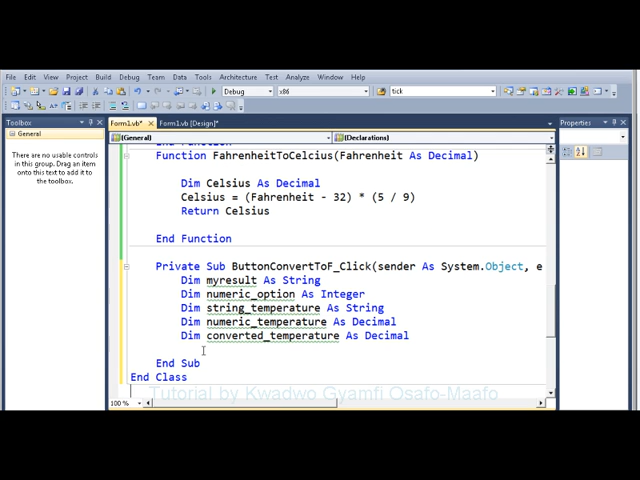 File Edit View Project Build Debug Team Data Tools Architecture Test Analyze Window Help
Debug x86 tick
Toolbox Form1.vb* Form1.vb [Design]* Properties
General (General) (Declarations)
There are no usable controls
in this group. Drag an item
onto this text to add it to
the toolbox.
End Function
Function FahrenheitToCelcius(Fahrenheit As Decimal)
Dim Celsius As Decimal
Celsius = (Fahrenheit - 32) * (5 / 9)
Return Celsius
End Function
Private Sub ButtonConvertToF_Click(sender As System.Object, e
Dim myresult As String
Dim numeric_option As Integer
Dim string_temperature As String
Dim numeric_temperature As Decimal
Dim converted_temperature As Decimal
End Sub
End Class
Tutorial by Kwadwo Gyamfi Osafo-Maafo
100 %